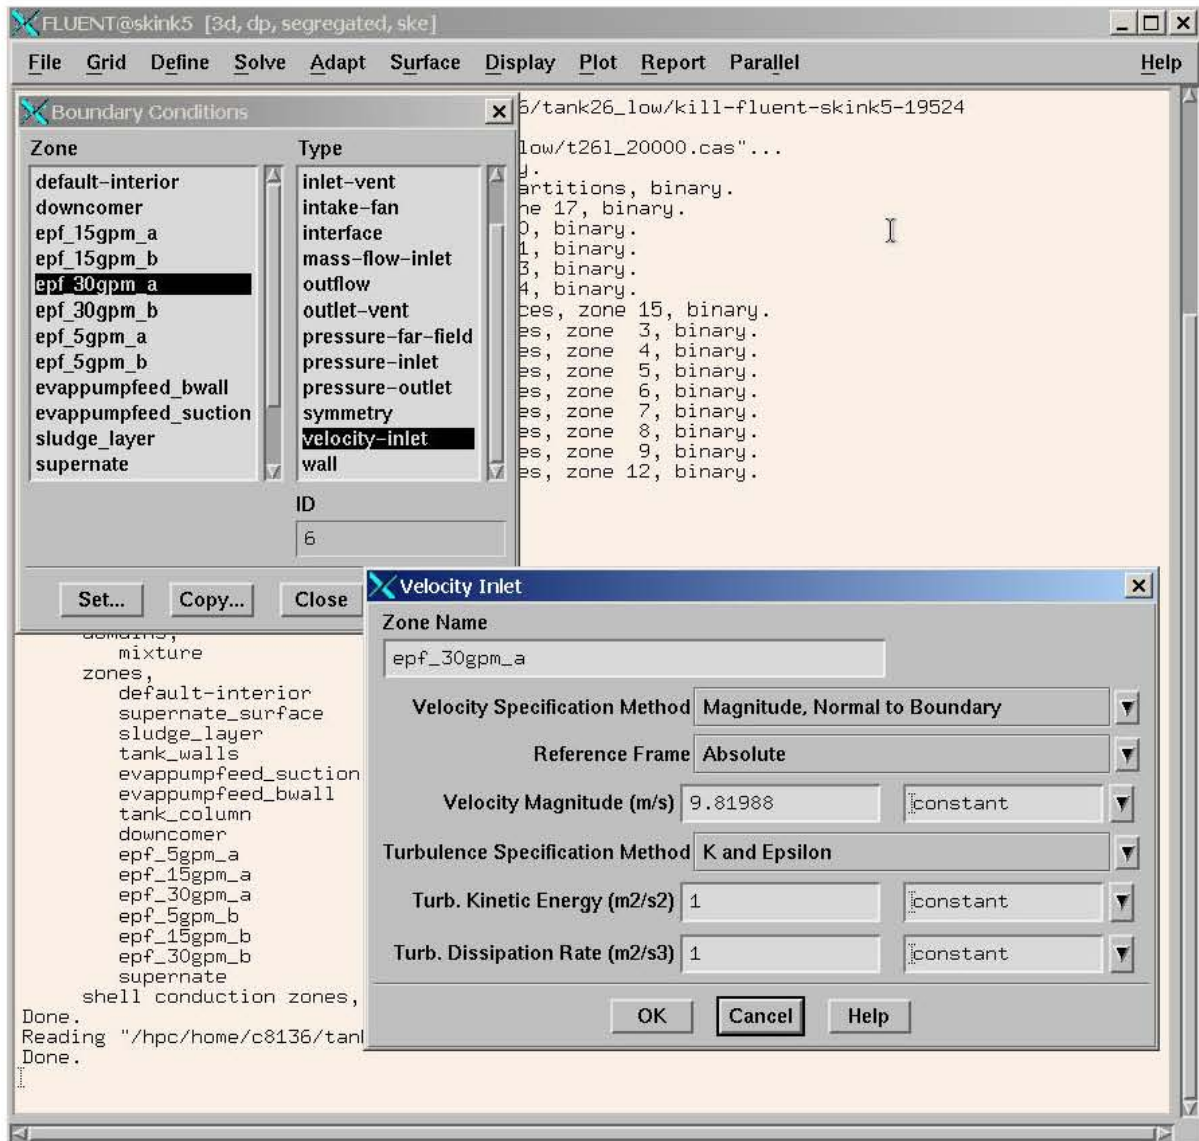 FLUENT@skink5 [3d, dp, segregated, ske]
File Grid Define Solve Adapt Surface Display Plot Report Parallel Help
Boundary Conditions
Zone
default-interior
downcomer
epf_15gpm_a
epf_15gpm_b
epf_30gpm_a
epf_30gpm_b
epf_5gpm_a
epf_5gpm_b
evappumpfeed_bwall
evappumpfeed_suction
sludge_layer
supernate
Type
inlet-vent
intake-fan
interface
mass-flow-inlet
outflow
outlet-vent
pressure-far-field
pressure-inlet
pressure-outlet
symmetry
velocity-inlet
wall
ID
6
Set... Copy... Close
6/tank26_low/kill-fluent-skink5-19524
low/t26l_20000.cas"...
y.
artitions, binary.
ne 17, binary.
0, binary.
1, binary.
3, binary.
4, binary.
ces, zone 15, binary.
es, zone 3, binary.
es, zone 4, binary.
es, zone 5, binary.
es, zone 6, binary.
es, zone 7, binary.
es, zone 8, binary.
es, zone 9, binary.
es, zone 12, binary.
domains,
mixture
zones,
default-interior
supernate_surface
sludge_layer
tank_walls
evappumpfeed_suction
evappumpfeed_bwall
tank_column
downcomer
epf_5gpm_a
epf_15gpm_a
epf_30gpm_a
epf_5gpm_b
epf_15gpm_b
epf_30gpm_b
supernate
shell conduction zones,
Done.
Reading "/hpc/home/c8136/tan
Done.
Velocity Inlet
Zone Name
epf_30gpm_a
Velocity Specification Method Magnitude, Normal to Boundary
Reference Frame Absolute
Velocity Magnitude (m/s) 9.81988 constant
Turbulence Specification Method K and Epsilon
Turb. Kinetic Energy (m2/s2) 1 constant
Turb. Dissipation Rate (m2/s3) 1 constant
OK Cancel Help